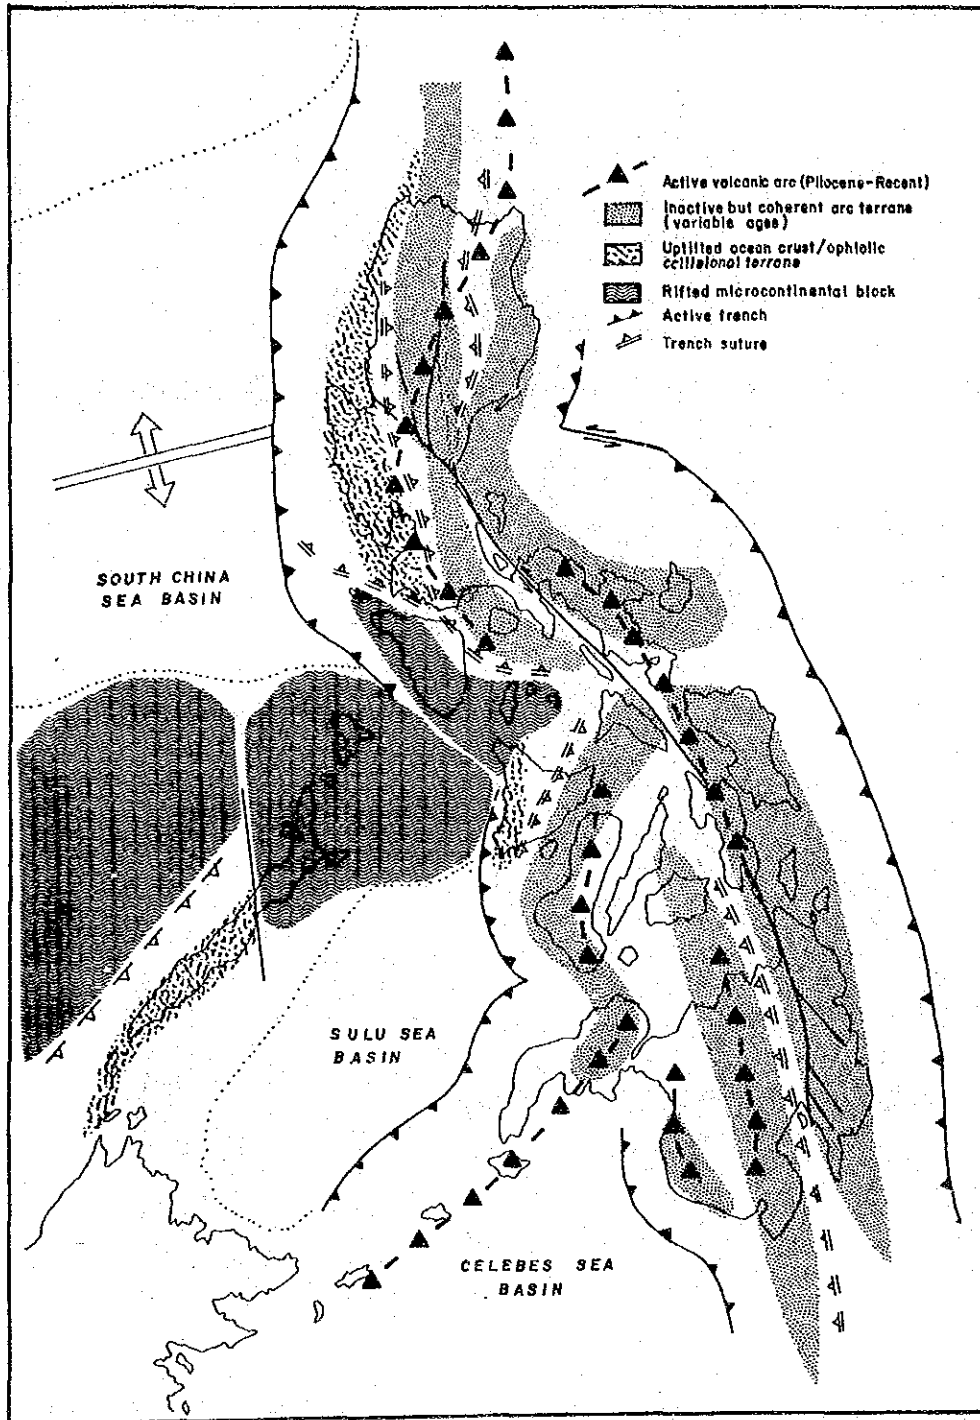 Active volcanic arc (Pliocene-Recent)
Inactive but coherent arc terrane
(variable ages)
Uplifted ocean crust/ophiolic
collisional terrane
Rifted microcontinental block
Active trench
Trench suture
SOUTH CHINA
SEA BASIN
SULU SEA
BASIN
CELEBES SEA
BASIN